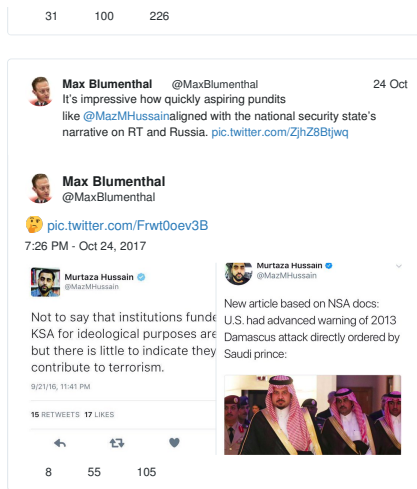 31 100 226
Max Blumenthal @MaxBlumenthal 24 Oct
It's impressive how quickly aspiring pundits
like @MazMHussainaligned with the national security state's
narrative on RT and Russia. pic.twitter.com/ZjhZ8Btjwq
Max Blumenthal
@MaxBlumenthal
🤔 pic.twitter.com/Frwt0oev3B
7:26 PM - Oct 24, 2017
Murtaza Hussain
@MazMHussain
Not to say that institutions funde
KSA for ideological purposes are
but there is little to indicate they
contribute to terrorism.
9/21/16, 11:41 PM
15 RETWEETS 17 LIKES
Murtaza Hussain
@MazMHussain
New article based on NSA docs:
U.S. had advanced warning of 2013
Damascus attack directly ordered by
Saudi prince:
8 55 105